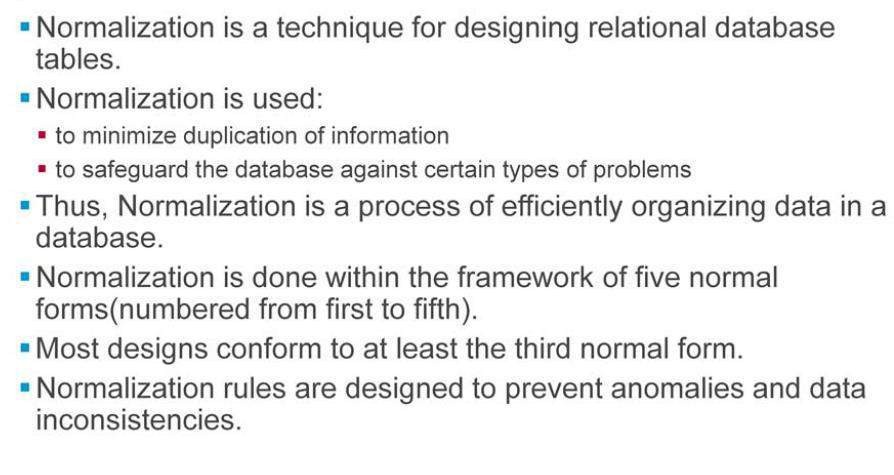 Normalization is a technique for designing relational database
tables.
Normalization is used:
to minimize duplication of information
to safeguard the database against certain types of problems
Thus, Normalization is a process of efficiently organizing data in a
database.
Normalization is done within the framework of five normal
forms(numbered from first to fifth).
Most designs conform to at least the third normal form.
Normalization rules are designed to prevent anomalies and data
inconsistencies.